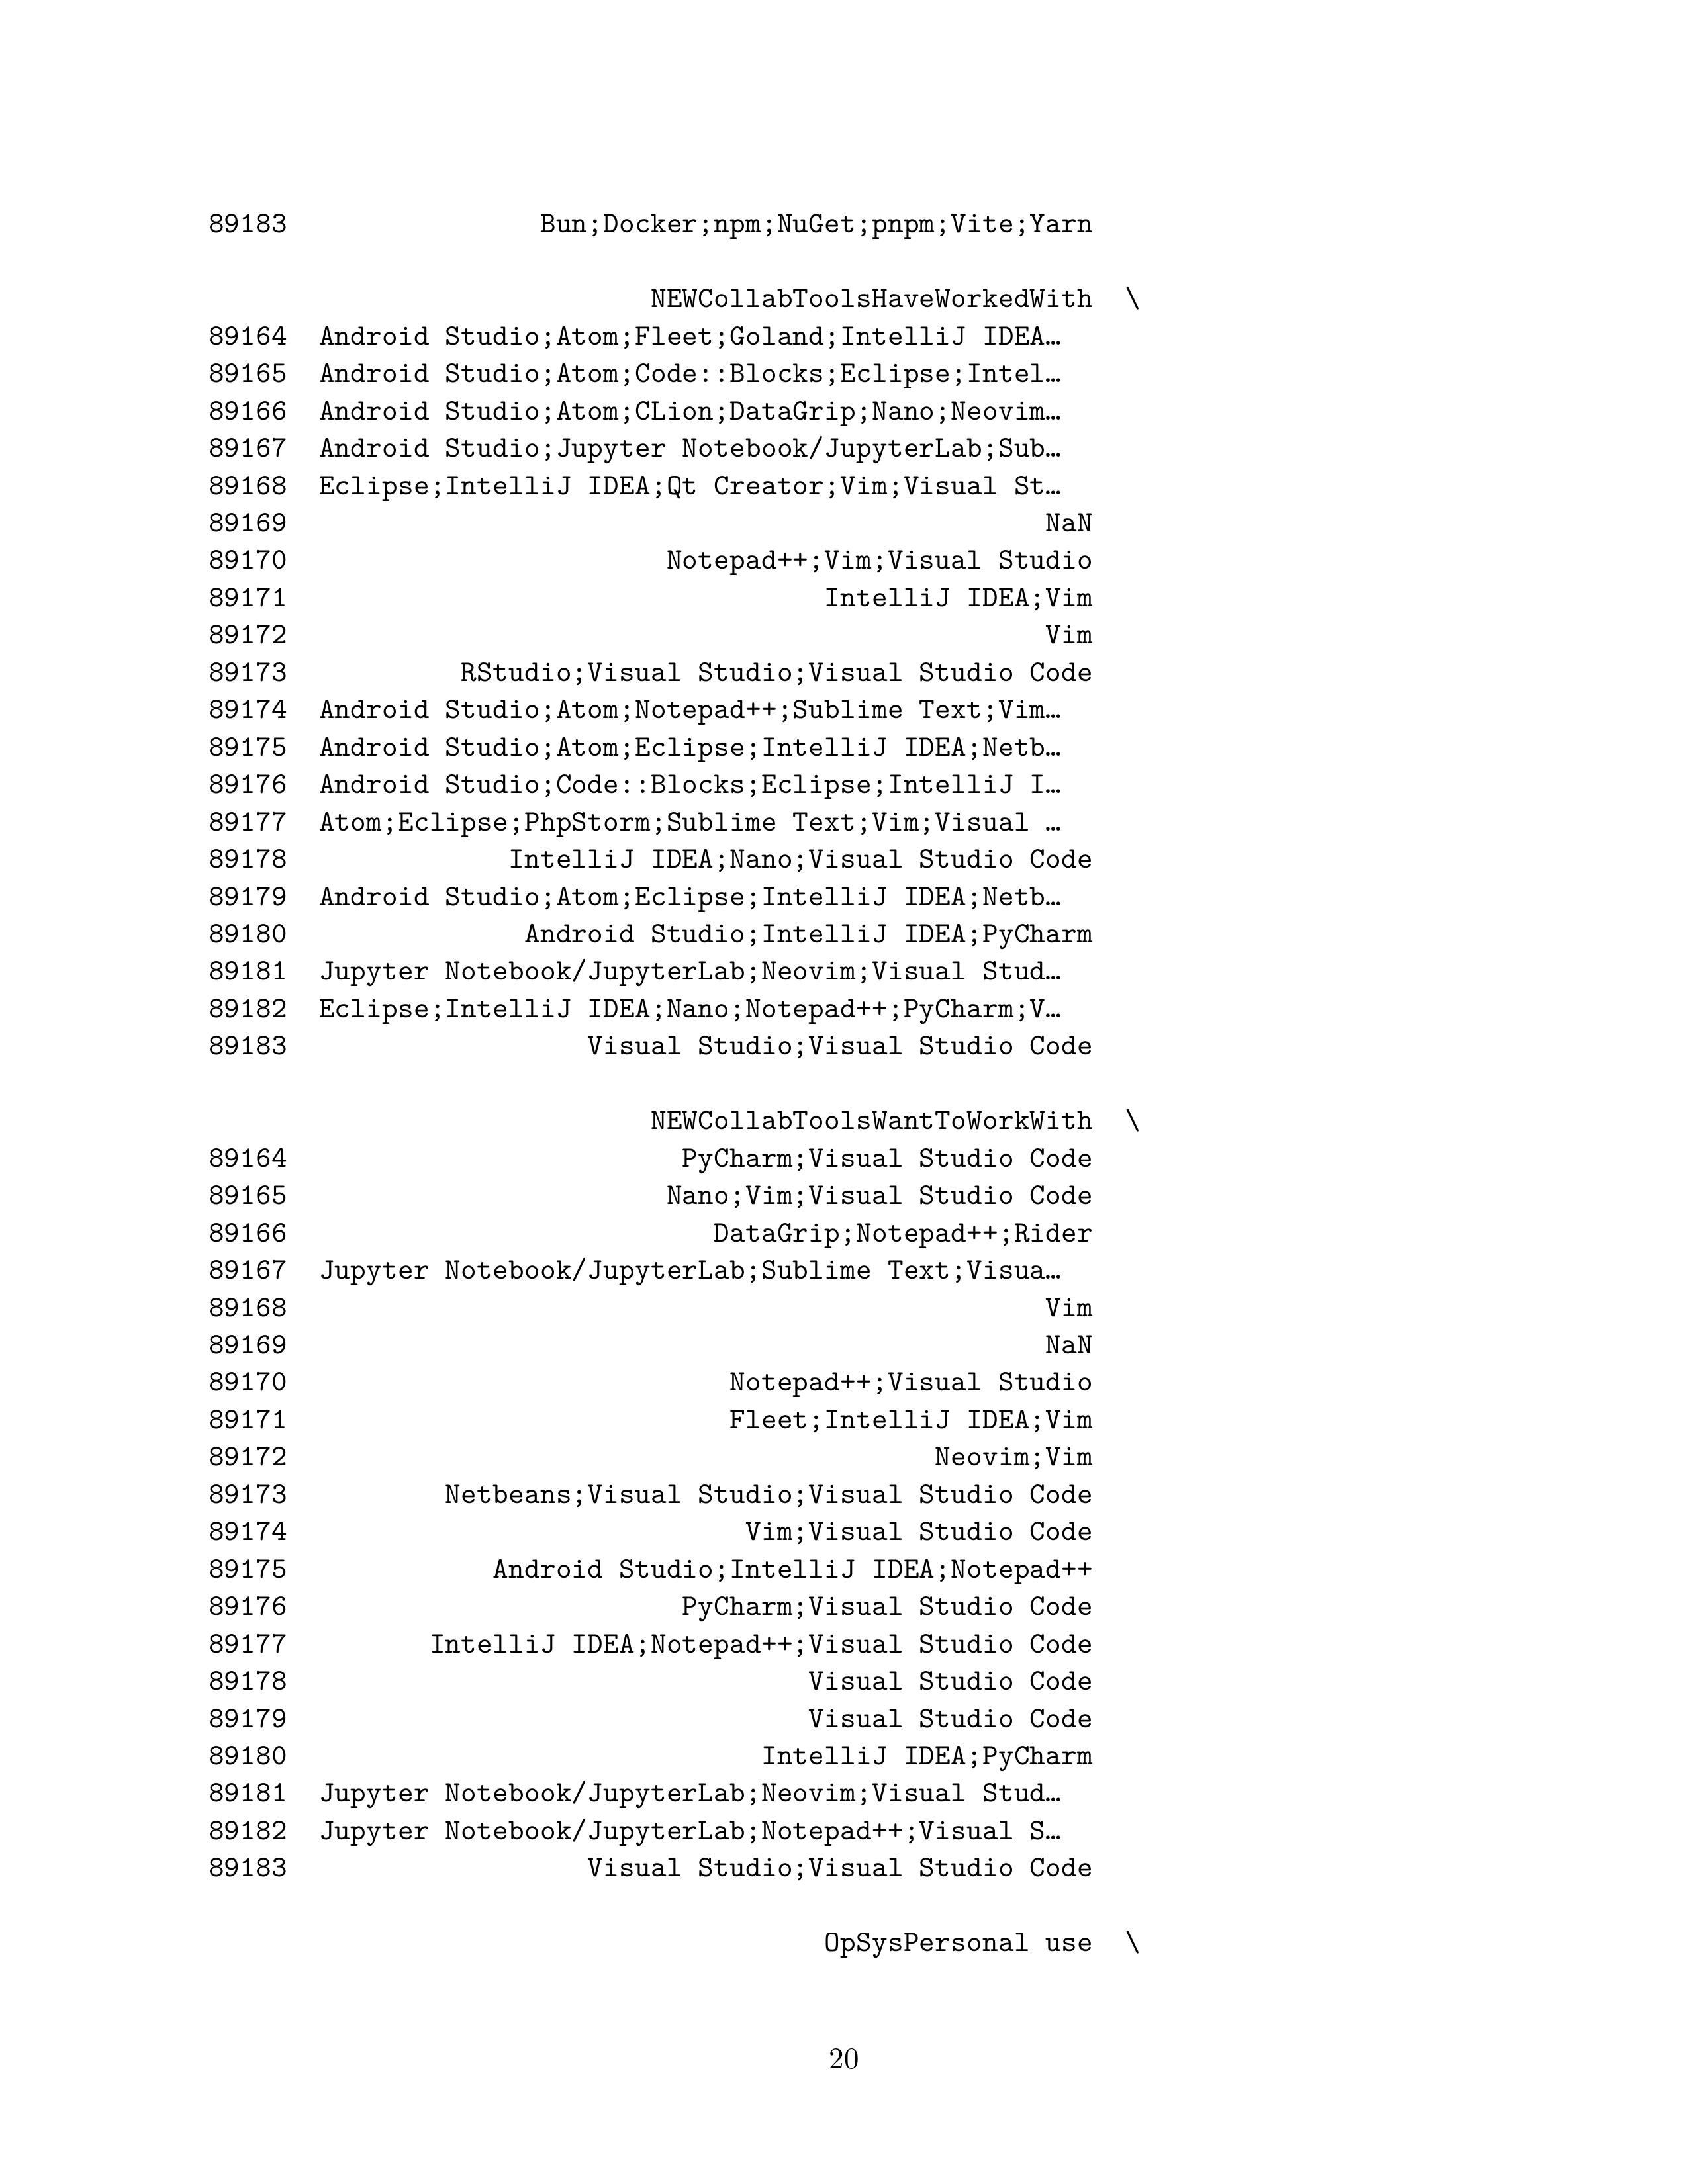 89183 Bun;Docker;npm;NuGet;pnpm;Vite;Yarn
NEWCollabToolsHaveWorkedWith \
89164 Android Studio;Atom;Fleet;Goland;IntelliJ IDEA…
89165 Android Studio;Atom;Code::Blocks;Eclipse;Intel…
89166 Android Studio;Atom;CLion;DataGrip;Nano;Neovim…
89167 Android Studio;Jupyter Notebook/JupyterLab;Sub…
89168 Eclipse;IntelliJ IDEA;Qt Creator;Vim;Visual St…
89169 NaN
89170 Notepad++;Vim;Visual Studio
89171 IntelliJ IDEA;Vim
89172 Vim
89173 RStudio;Visual Studio;Visual Studio Code
89174 Android Studio;Atom;Notepad++;Sublime Text;Vim…
89175 Android Studio;Atom;Eclipse;IntelliJ IDEA;Netb…
89176 Android Studio;Code::Blocks;Eclipse;IntelliJ I…
89177 Atom;Eclipse;PhpStorm;Sublime Text;Vim;Visual …
89178 IntelliJ IDEA;Nano;Visual Studio Code
89179 Android Studio;Atom;Eclipse;IntelliJ IDEA;Netb…
89180 Android Studio;IntelliJ IDEA;PyCharm
89181 Jupyter Notebook/JupyterLab;Neovim;Visual Stud…
89182 Eclipse;IntelliJ IDEA;Nano;Notepad++;PyCharm;V…
89183 Visual Studio;Visual Studio Code
NEWCollabToolsWantToWorkWith \
89164 PyCharm;Visual Studio Code
89165 Nano;Vim;Visual Studio Code
89166 DataGrip;Notepad++;Rider
89167 Jupyter Notebook/JupyterLab;Sublime Text;Visua…
89168 Vim
89169 NaN
89170 Notepad++;Visual Studio
89171 Fleet;IntelliJ IDEA;Vim
89172 Neovim;Vim
89173 Netbeans;Visual Studio;Visual Studio Code
89174 Vim;Visual Studio Code
89175 Android Studio;IntelliJ IDEA;Notepad++
89176 PyCharm;Visual Studio Code
89177 IntelliJ IDEA;Notepad++;Visual Studio Code
89178 Visual Studio Code
89179 Visual Studio Code
89180 IntelliJ IDEA;PyCharm
89181 Jupyter Notebook/JupyterLab;Neovim;Visual Stud…
89182 Jupyter Notebook/JupyterLab;Notepad++;Visual S…
89183 Visual Studio;Visual Studio Code
OpSysPersonal use \
20